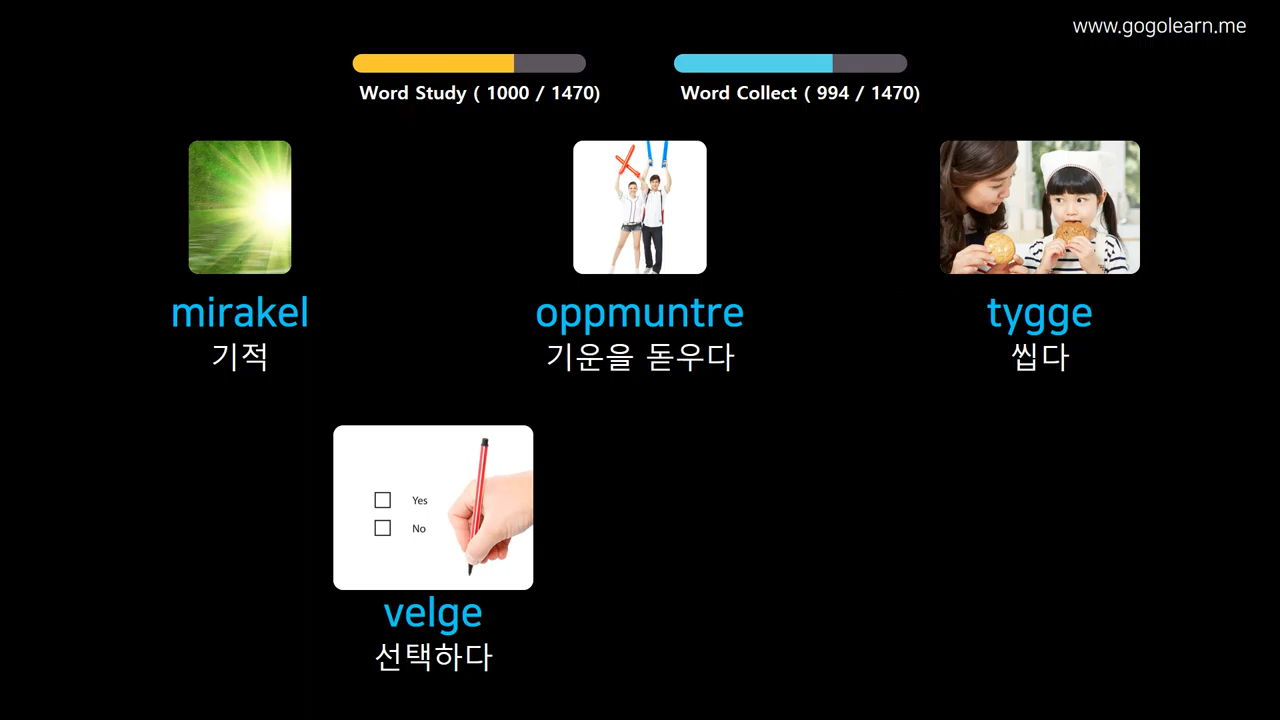 www.gogolearn.me
Word Study ( 1000 / 1470)
Word Collect ( 994 / 1470)
mirakel
기적
oppmuntre
기운을 돋우다
tygge
씹다
Yes
No
velge
선택하다